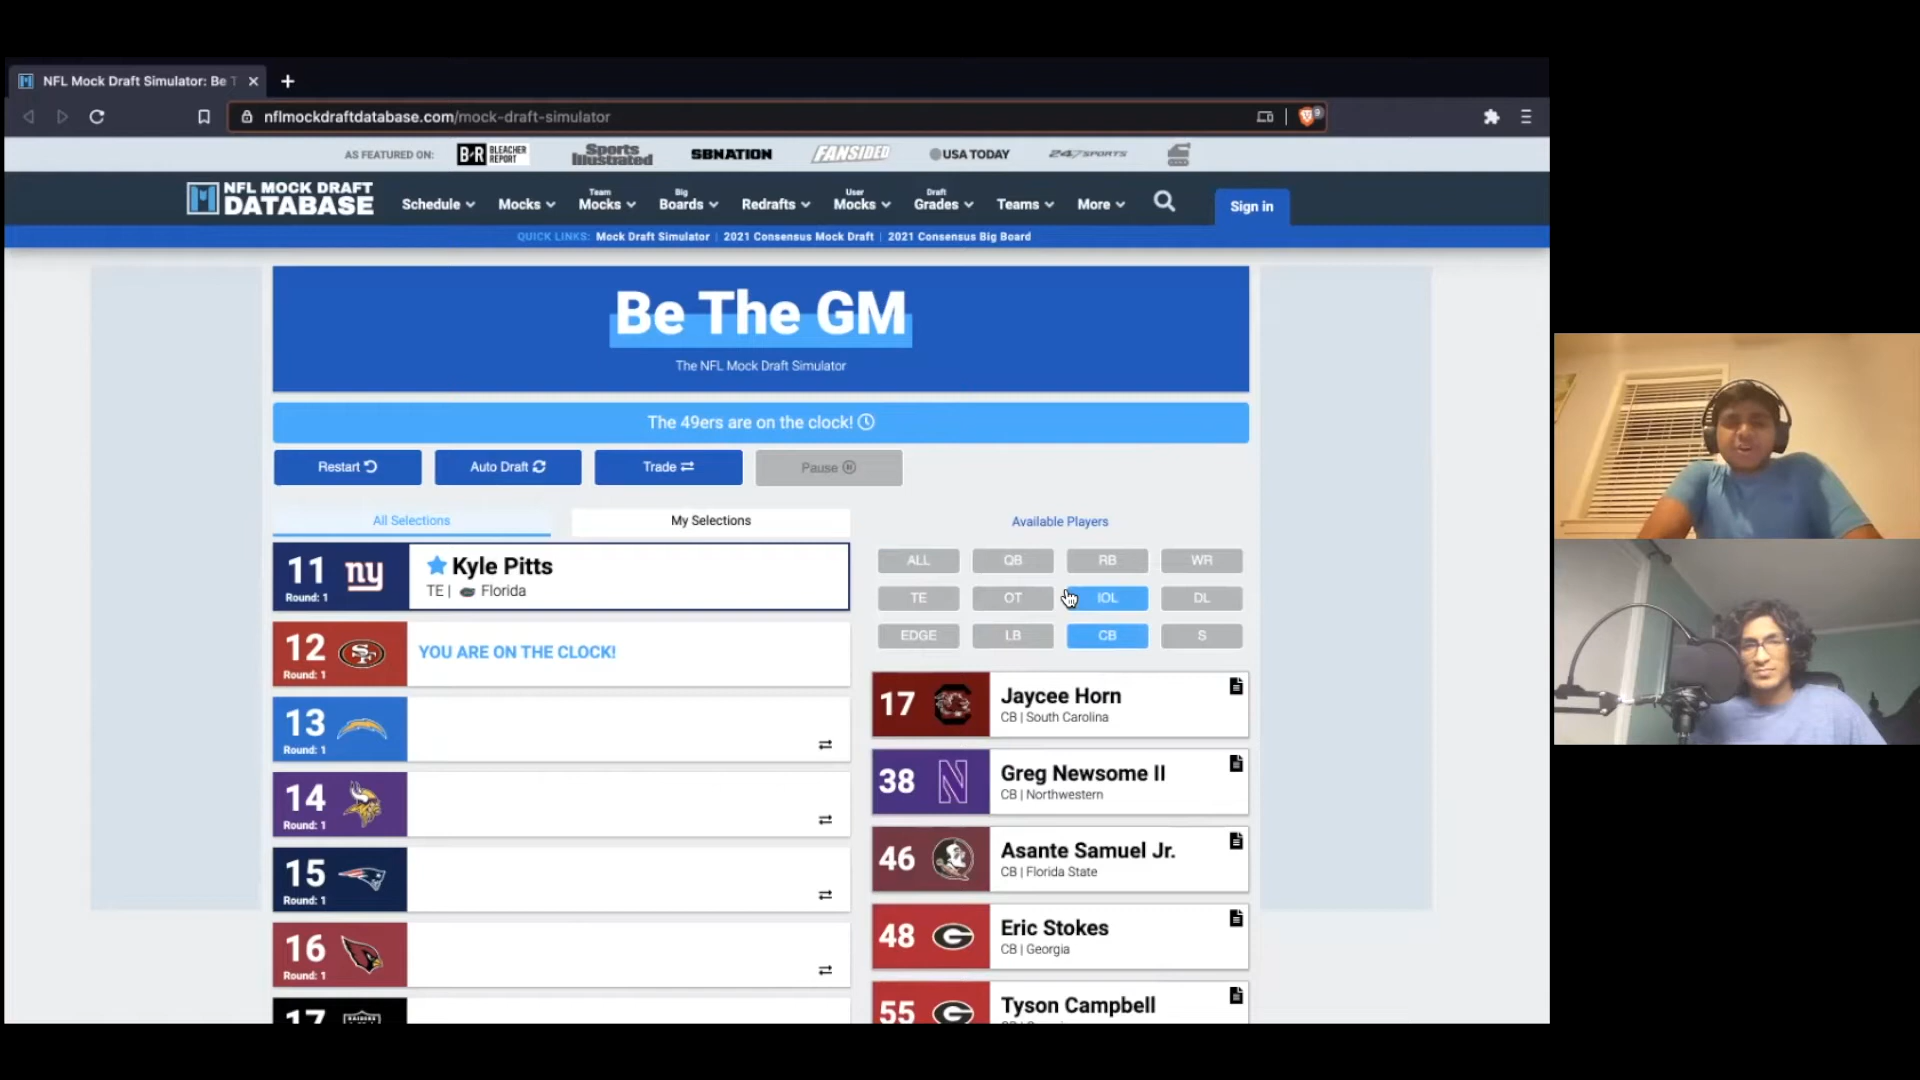 NFL Mock Draft Simulator: Be T
nflmockdraftdatabase.com/mock-draft-simulator
9
AS FEATURED ON:
B/R BLEACHER REPORT
Sports Illustrated
SBNATION
FANSIDED
USA TODAY
247SPORTS
NFL MOCK DRAFT
DATABASE
Schedule
Mocks
Team Mocks
Big Boards
Redrafts
User Mocks
Draft Grades
Teams
More
Sign in
QUICK LINKS: Mock Draft Simulator | 2021 Consensus Mock Draft | 2021 Consensus Big Board
Be The GM
The NFL Mock Draft Simulator
The 49ers are on the clock!
Restart
Auto Draft
Trade
Pause
All Selections
My Selections
11
Round: 1
ny
Kyle Pitts
TE | Florida
12
Round: 1
SF
YOU ARE ON THE CLOCK!
13
Round: 1
14
Round: 1
15
Round: 1
16
Round: 1
17
RAIDERS
Available Players
ALL QB RB WR
TE OT IOL DL
EDGE LB CB S
17
Jaycee Horn
CB | South Carolina
38
N
Greg Newsome II
CB | Northwestern
46
Asante Samuel Jr.
CB | Florida State
48
G
Eric Stokes
CB | Georgia
55
G
Tyson Campbell